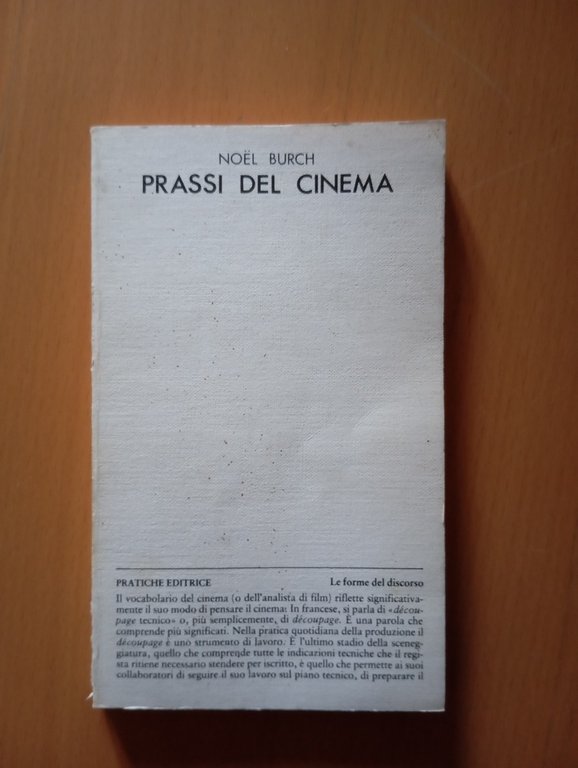 NOËL BURCH
PRASSI DEL CINEMA
PRATICHE EDITRICE Le forme del discorso
Il vocabolario del cinema (o dell'analista di film) riflette significativa-
mente il suo modo di pensare il cinema: In francese, si parla di «décou-
page tecnico» o, più semplicemente, di découpage. È una parola che
comprende più significati. Nella pratica quotidiana della produzione il
découpage è uno strumento di lavoro. È l'ultimo stadio della sceneg-
giatura, quello che comprende tutte le indicazioni tecniche che il regi-
sta ritiene necessario stendere per iscritto, è quello che permette ai suoi
collaboratori di seguire il suo lavoro sul piano tecnico, di preparare il